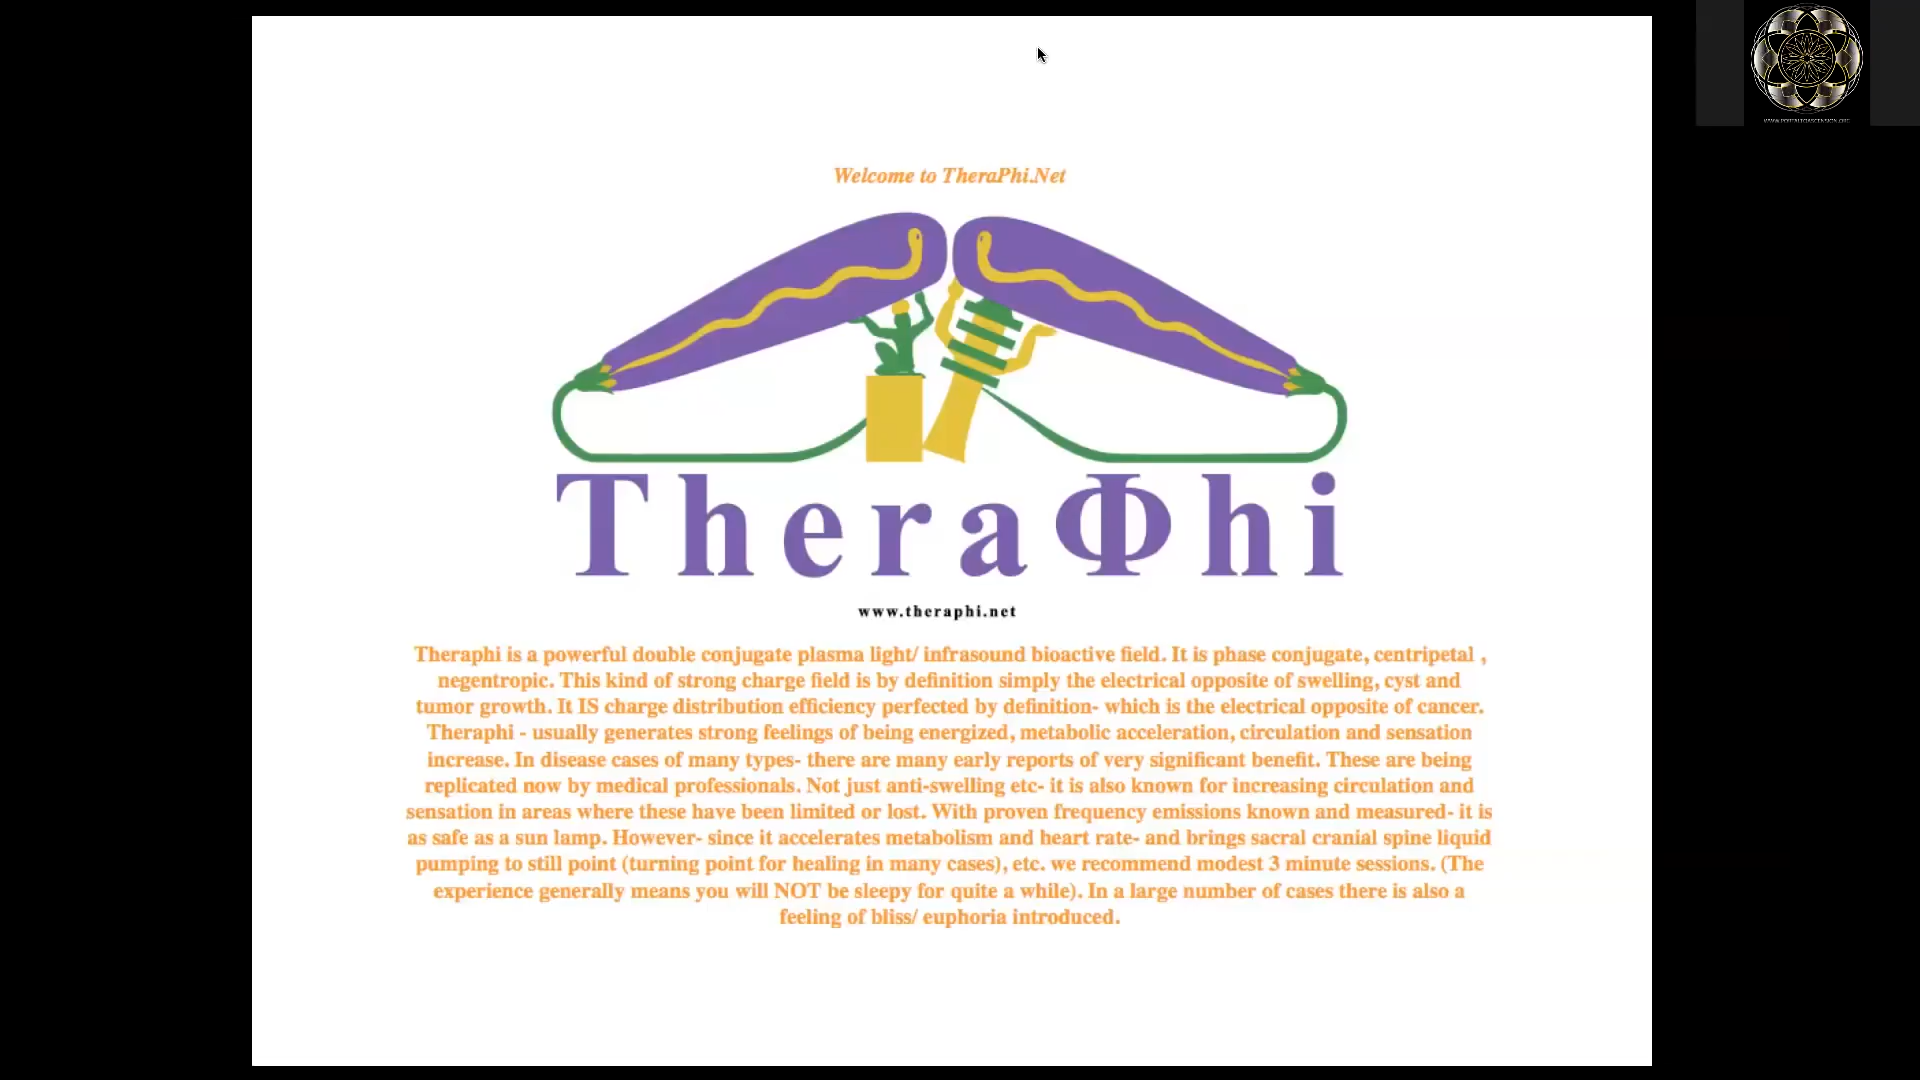 WWW.PORTALTOASCENSION.ORG
Welcome to TheraPhi.Net
TheraΦhi
www.theraphi.net
Theraphi is a powerful double conjugate plasma light/ infrasound bioactive field. It is phase conjugate, centripetal ,
negentropic. This kind of strong charge field is by definition simply the electrical opposite of swelling, cyst and
tumor growth. It IS charge distribution efficiency perfected by definition- which is the electrical opposite of cancer.
Theraphi - usually generates strong feelings of being energized, metabolic acceleration, circulation and sensation
increase. In disease cases of many types- there are many early reports of very significant benefit. These are being
replicated now by medical professionals. Not just anti-swelling etc- it is also known for increasing circulation and
sensation in areas where these have been limited or lost. With proven frequency emissions known and measured- it is
as safe as a sun lamp. However- since it accelerates metabolism and heart rate- and brings sacral cranial spine liquid
pumping to still point (turning point for healing in many cases), etc. we recommend modest 3 minute sessions. (The
experience generally means you will NOT be sleepy for quite a while). In a large number of cases there is also a
feeling of bliss/ euphoria introduced.